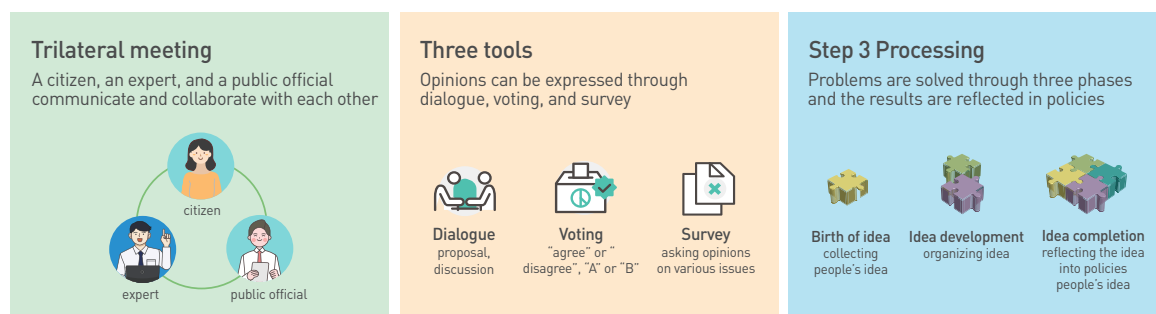 Trilateral meeting
A citizen, an expert, and a public official
communicate and collaborate with each other
citizen
expert
public official
Three tools
Opinions can be expressed through
dialogue, voting, and survey
Dialogue
proposal,
discussion
Voting
"agree" or "
disagree", "A" or "B"
Survey
asking opinions
on various issues
Step 3 Processing
Problems are solved through three phases
and the results are reflected in policies
Birth of idea
collecting
people's idea
Idea development
organizing idea
Idea completion
reflecting the idea
into policies
people's idea